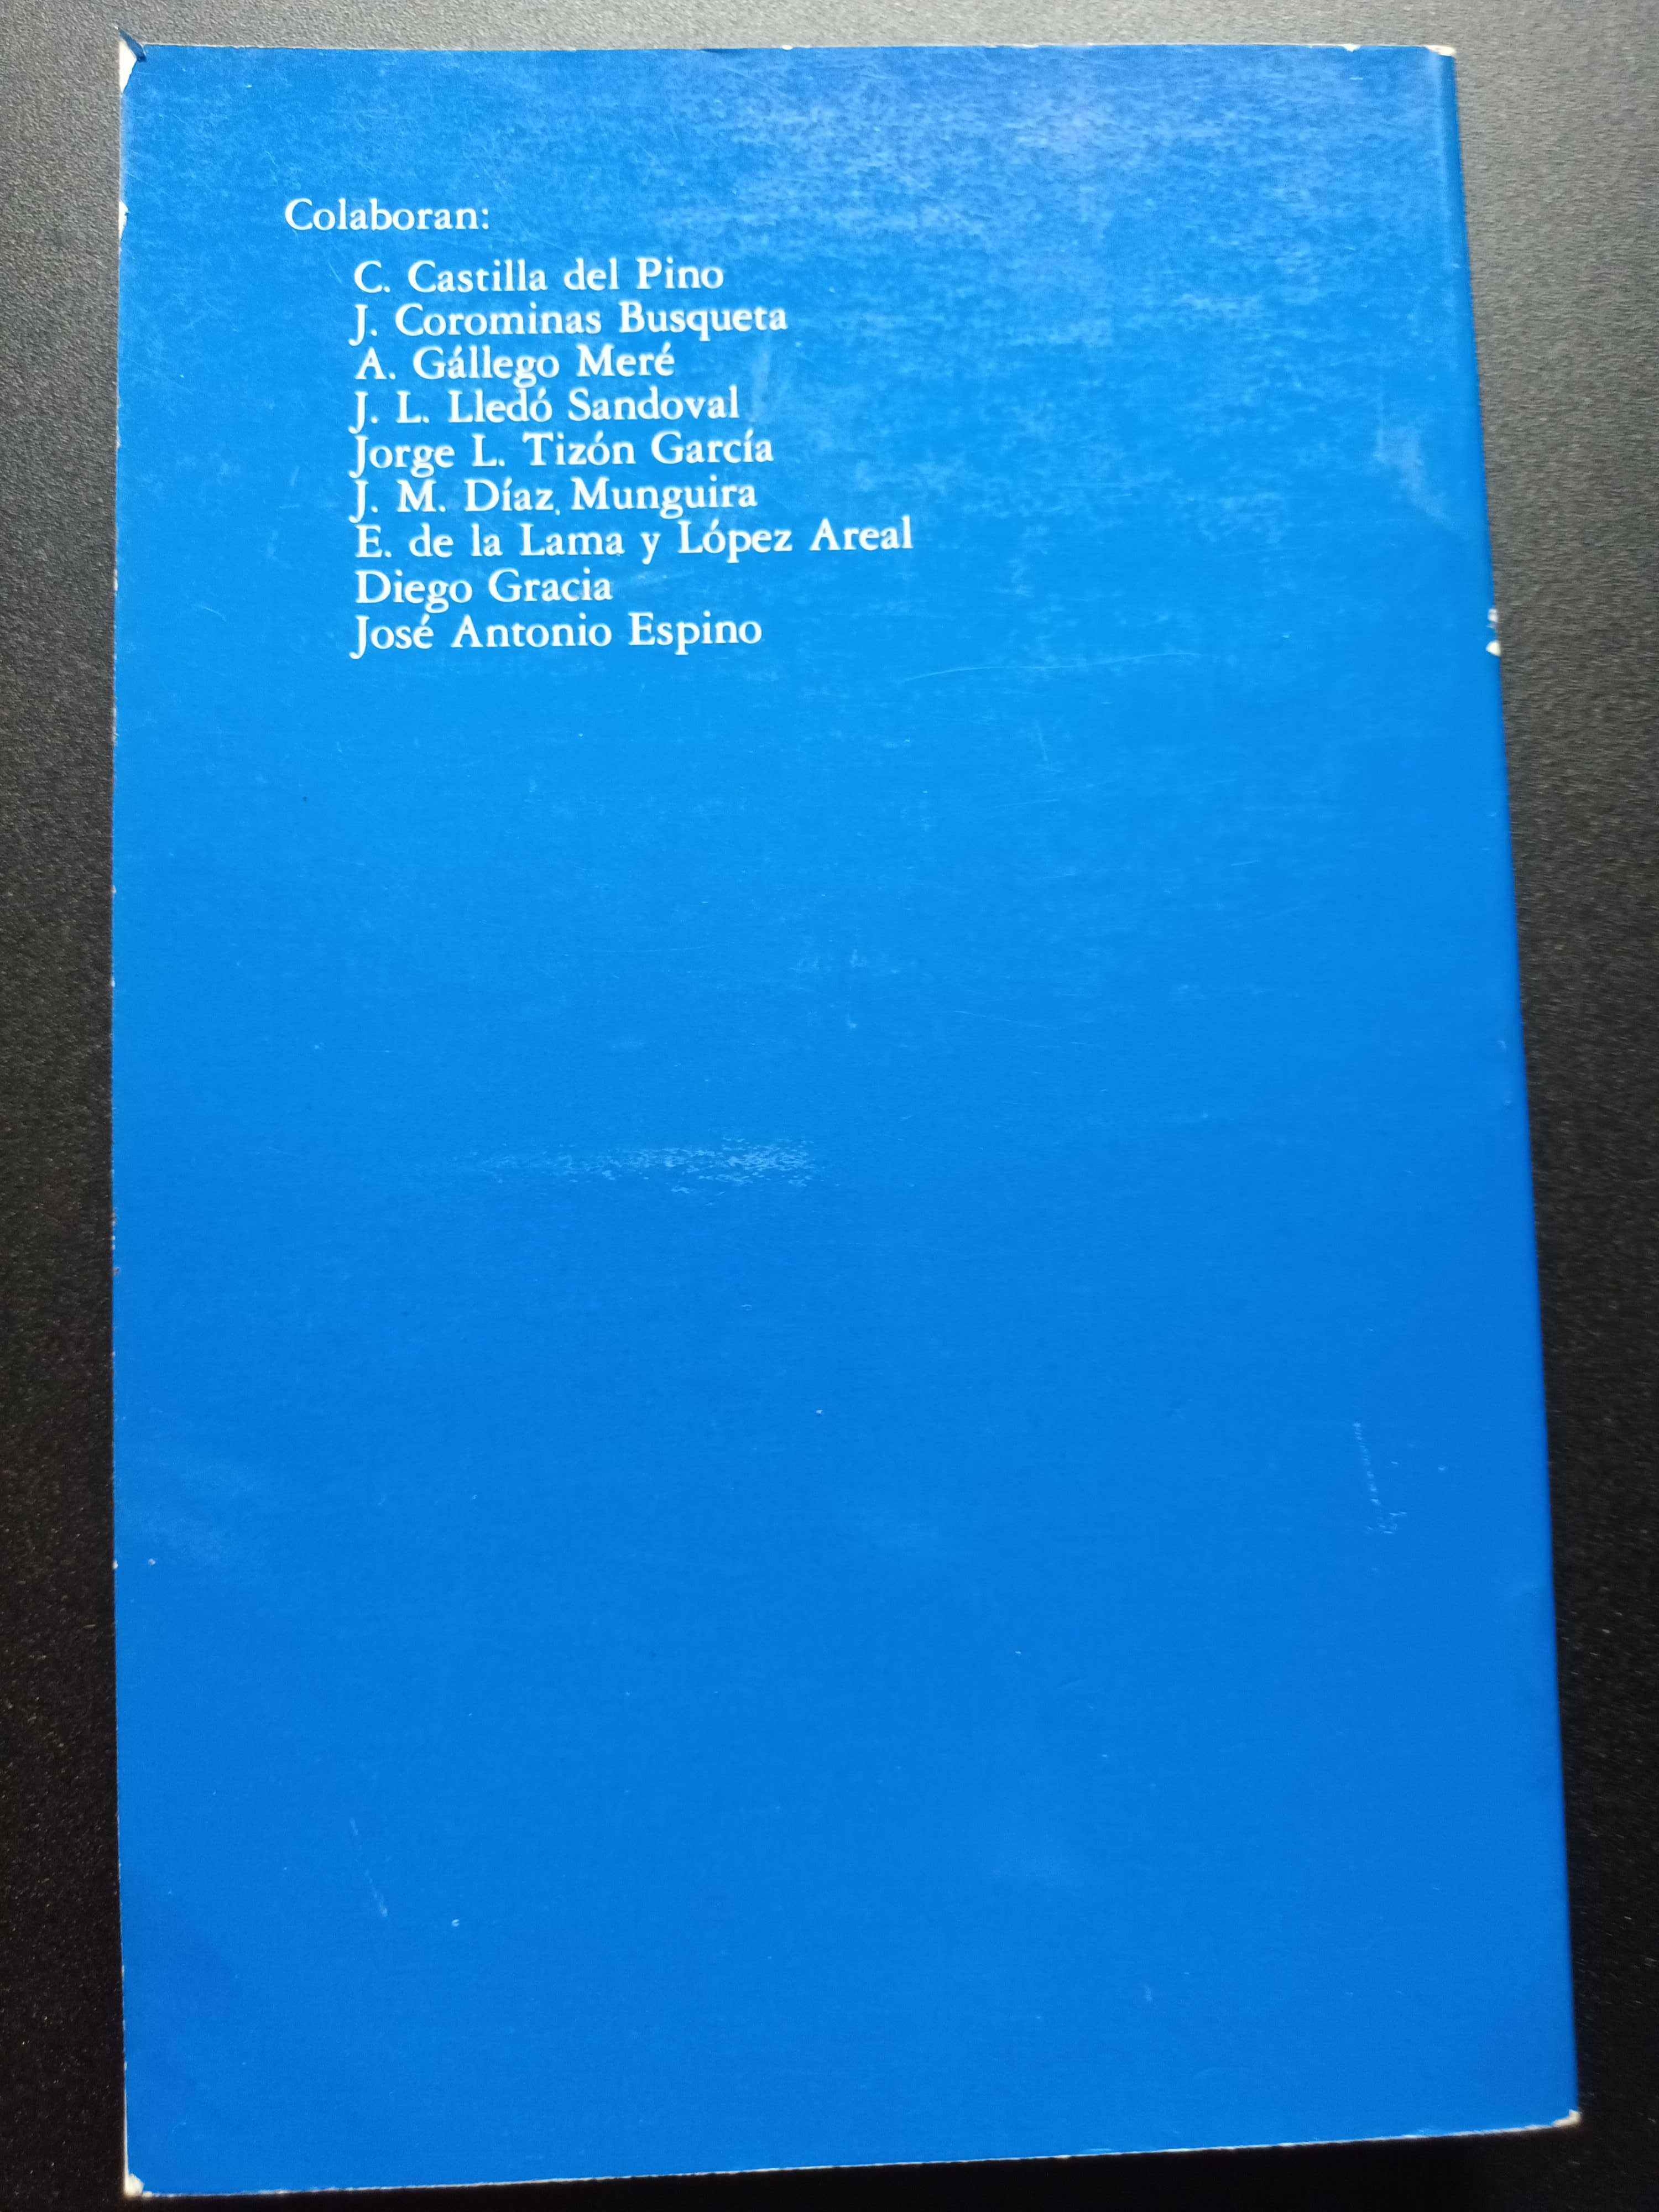 Colaboran:
C. Castilla del Pino
J. Corominas Busqueta
A. Gállego Meré
J. L. Lledó Sandoval
Jorge L. Tizón García
J. M. Díaz Munguira
E. de la Lama y López Areal
Diego Gracia
José Antonio Espino